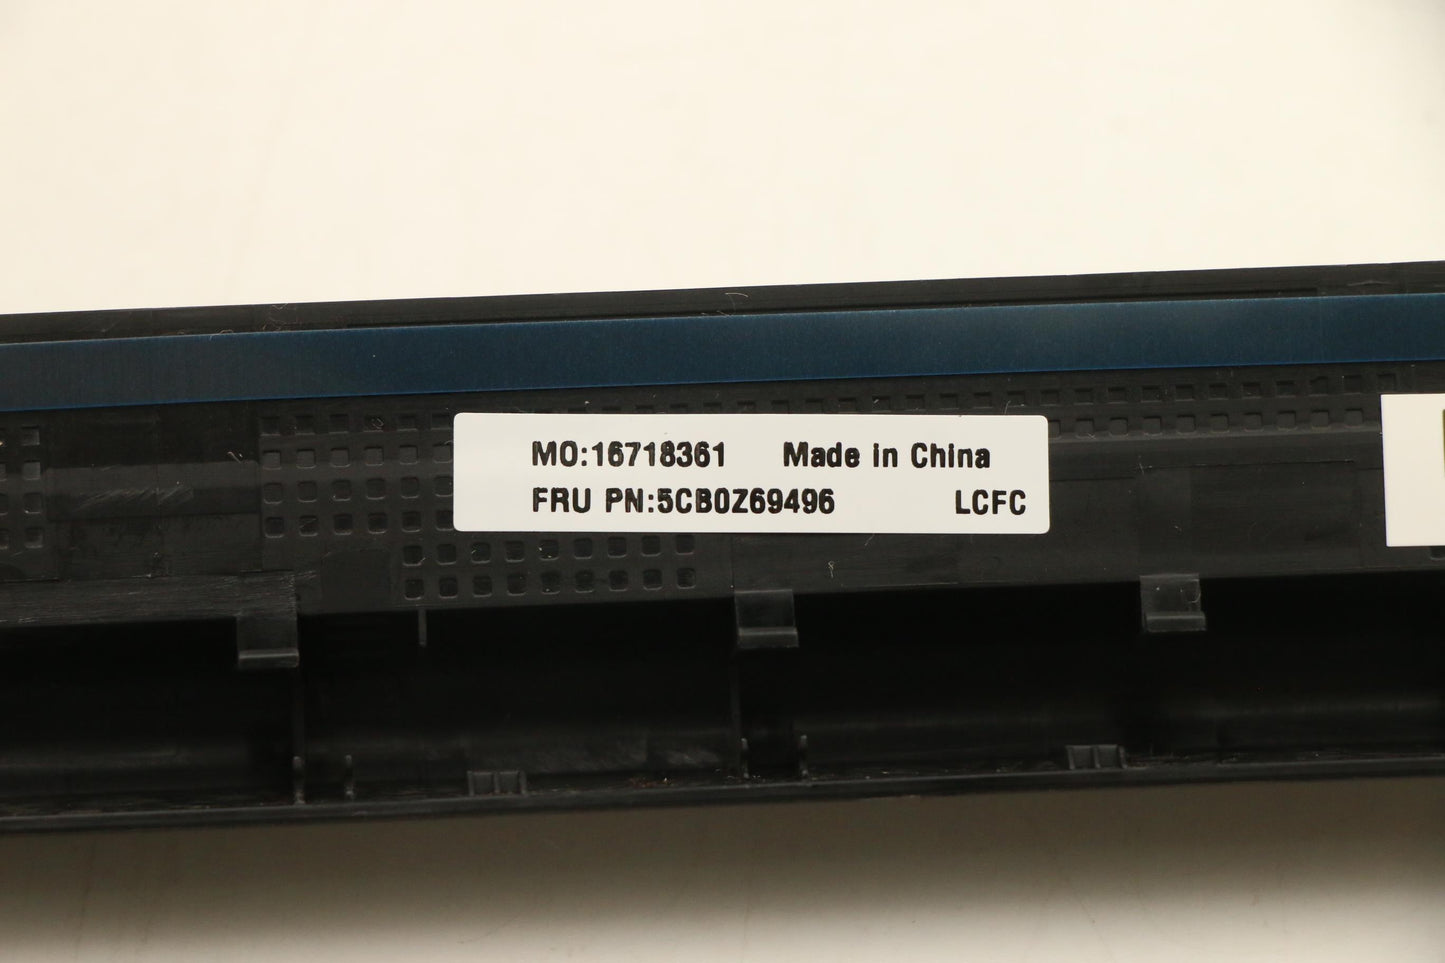 MO:16718361 Made in China
FRU PN:5CB0Z69496 LCFC